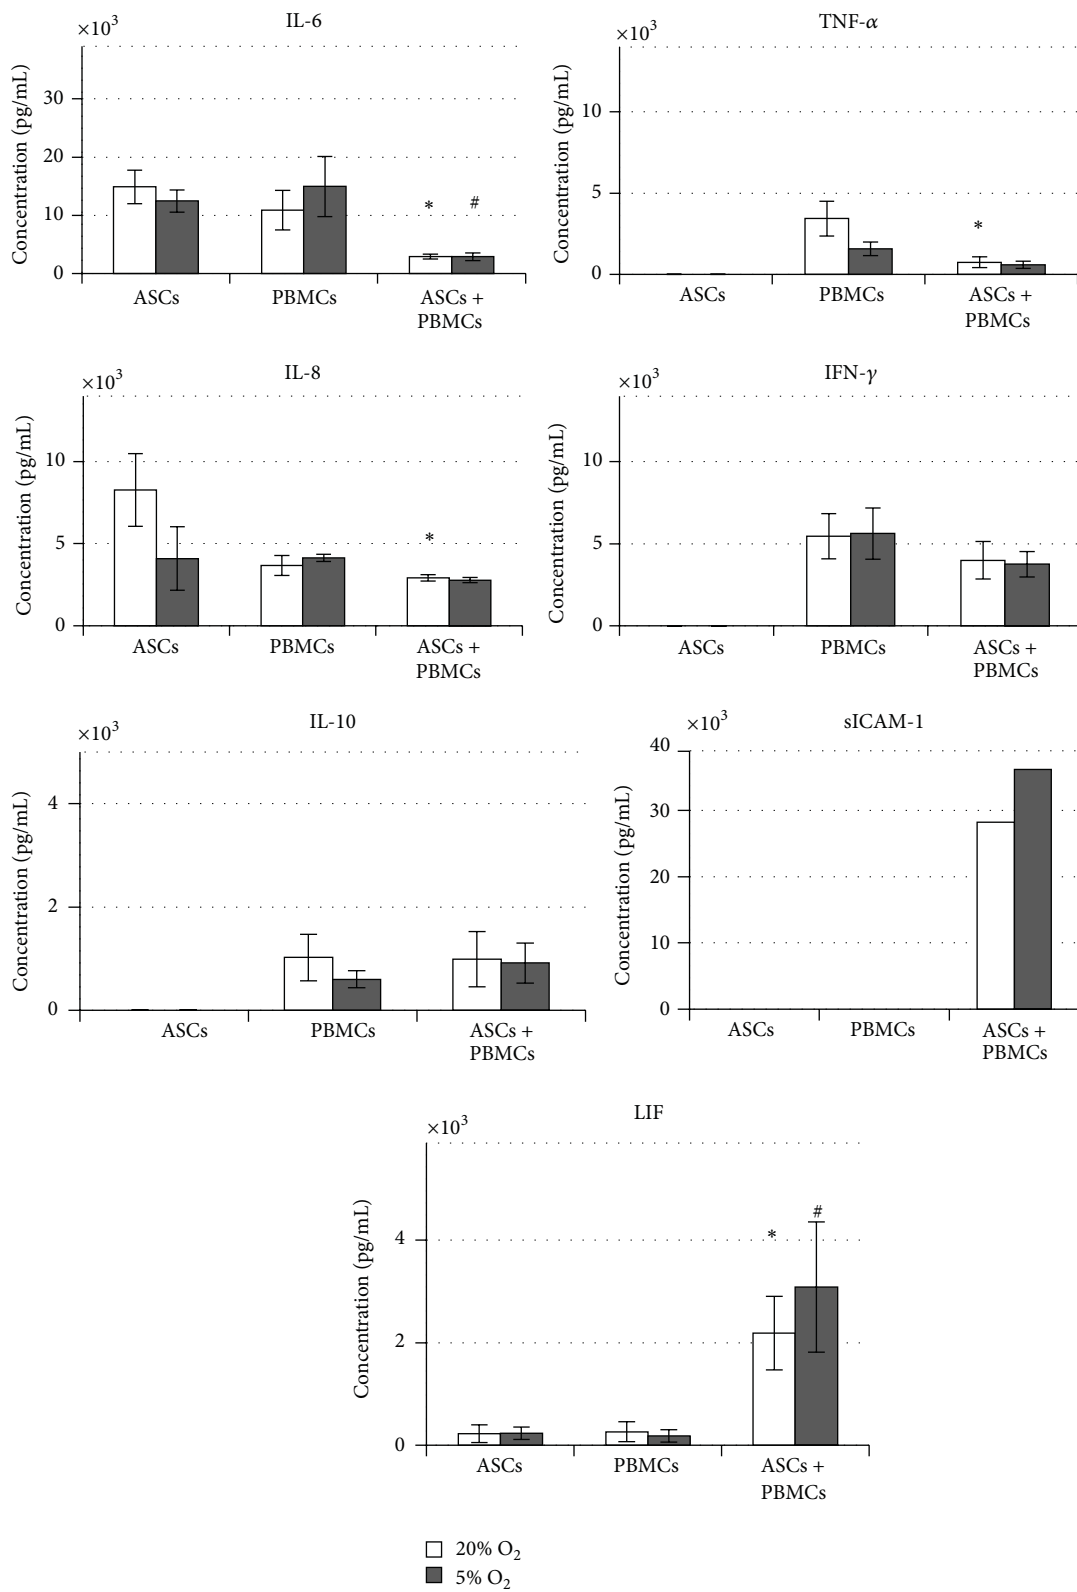 IL-6
×10³
Concentration (pg/mL)
30
20
10
0
*
#
ASCs
PBMCs
ASCs +
PBMCs
TNF-α
×10³
Concentration (pg/mL)
10
5
0
*
ASCs
PBMCs
ASCs +
PBMCs
IL-8
×10³
Concentration (pg/mL)
10
5
0
*
ASCs
PBMCs
ASCs +
PBMCs
IFN-γ
×10³
Concentration (pg/mL)
10
5
0
ASCs
PBMCs
ASCs +
PBMCs
IL-10
×10³
Concentration (pg/mL)
4
2
0
ASCs
PBMCs
ASCs +
PBMCs
sICAM-1
×10³
Concentration (pg/mL)
40
30
20
10
0
ASCs
PBMCs
ASCs +
PBMCs
LIF
×10³
Concentration (pg/mL)
4
2
0
*
#
ASCs
PBMCs
ASCs +
PBMCs
20% O₂
5% O₂